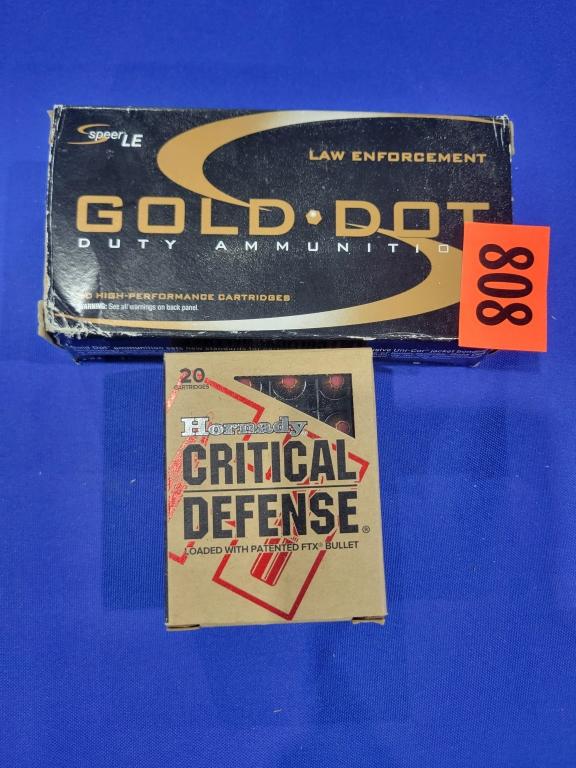 speer LE
LAW ENFORCEMENT
GOLD DOT
DUTY AMMUNITIO
HIGH-PERFORMANCE CARTRIDGES
WARNING: See all warnings on back panel.
808
20
CARTRIDGES
Hornady
CRITICAL
DEFENSE®
LOADED WITH PATENTED FTX® BULLET